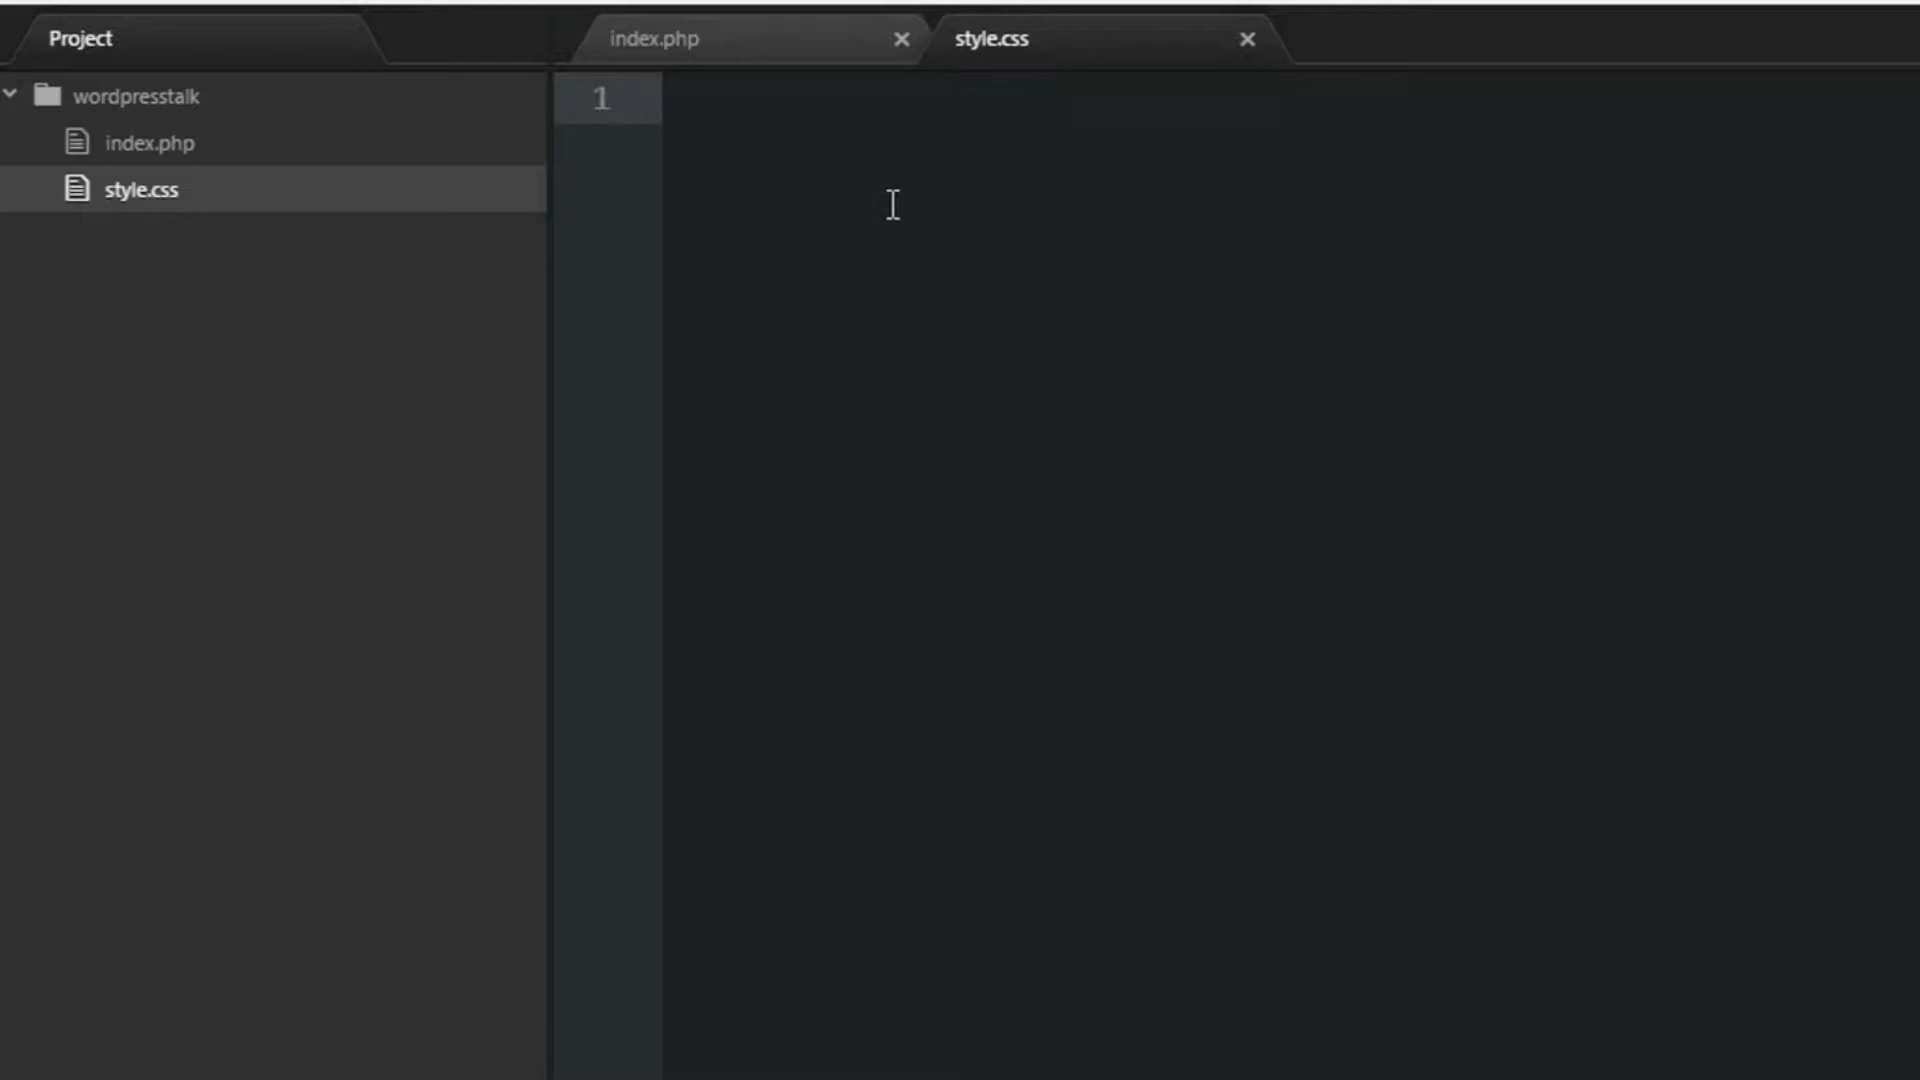 Project
index.php
style.css
wordpresstalk
index.php
style.css
1